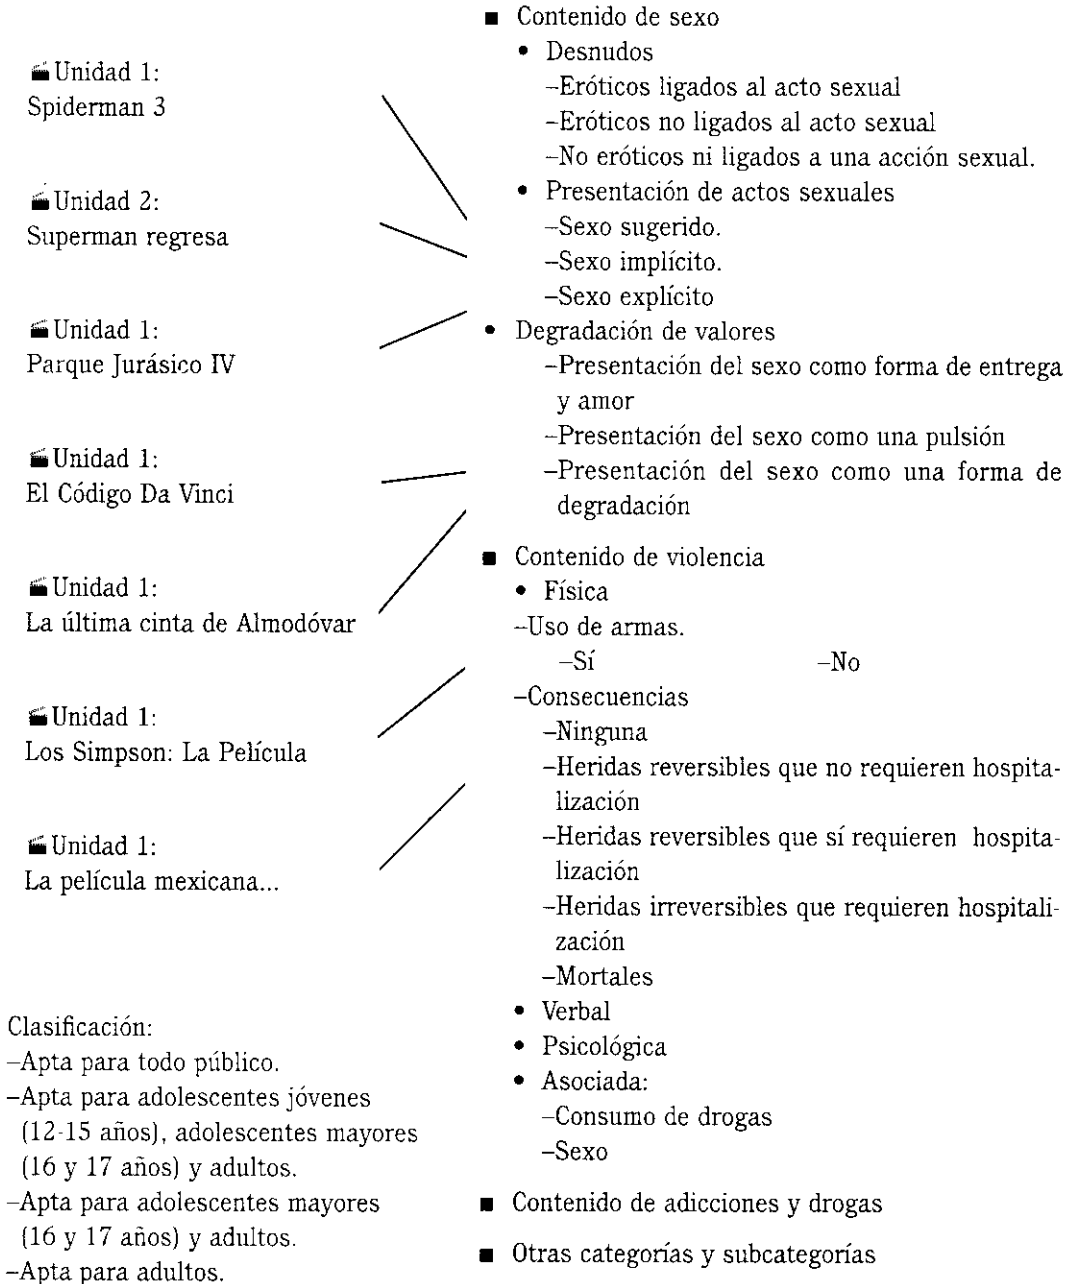 Unidad 1:
Spiderman 3
Unidad 2:
Superman regresa
Unidad 1:
Parque Jurásico IV
Unidad 1:
El Código Da Vinci
Unidad 1:
La última cinta de Almodóvar
Unidad 1:
Los Simpson: La Película
Unidad 1:
La película mexicana...
Clasificación:
–Apta para todo público.
–Apta para adolescentes jóvenes
(12-15 años), adolescentes mayores
(16 y 17 años) y adultos.
–Apta para adolescentes mayores
(16 y 17 años) y adultos.
–Apta para adultos.
■ Contenido de sexo
• Desnudos
–Eróticos ligados al acto sexual
–Eróticos no ligados al acto sexual
–No eróticos ni ligados a una acción sexual.
• Presentación de actos sexuales
–Sexo sugerido.
–Sexo implícito.
–Sexo explícito
• Degradación de valores
–Presentación del sexo como forma de entrega
y amor
–Presentación del sexo como una pulsión
–Presentación del sexo como una forma de
degradación
■ Contenido de violencia
• Física
–Uso de armas.
–Sí –No
–Consecuencias
–Ninguna
–Heridas reversibles que no requieren hospita-
lización
–Heridas reversibles que sí requieren hospita-
lización
–Heridas irreversibles que requieren hospitali-
zación
–Mortales
• Verbal
• Psicológica
• Asociada:
–Consumo de drogas
–Sexo
■ Contenido de adicciones y drogas
■ Otras categorías y subcategorías